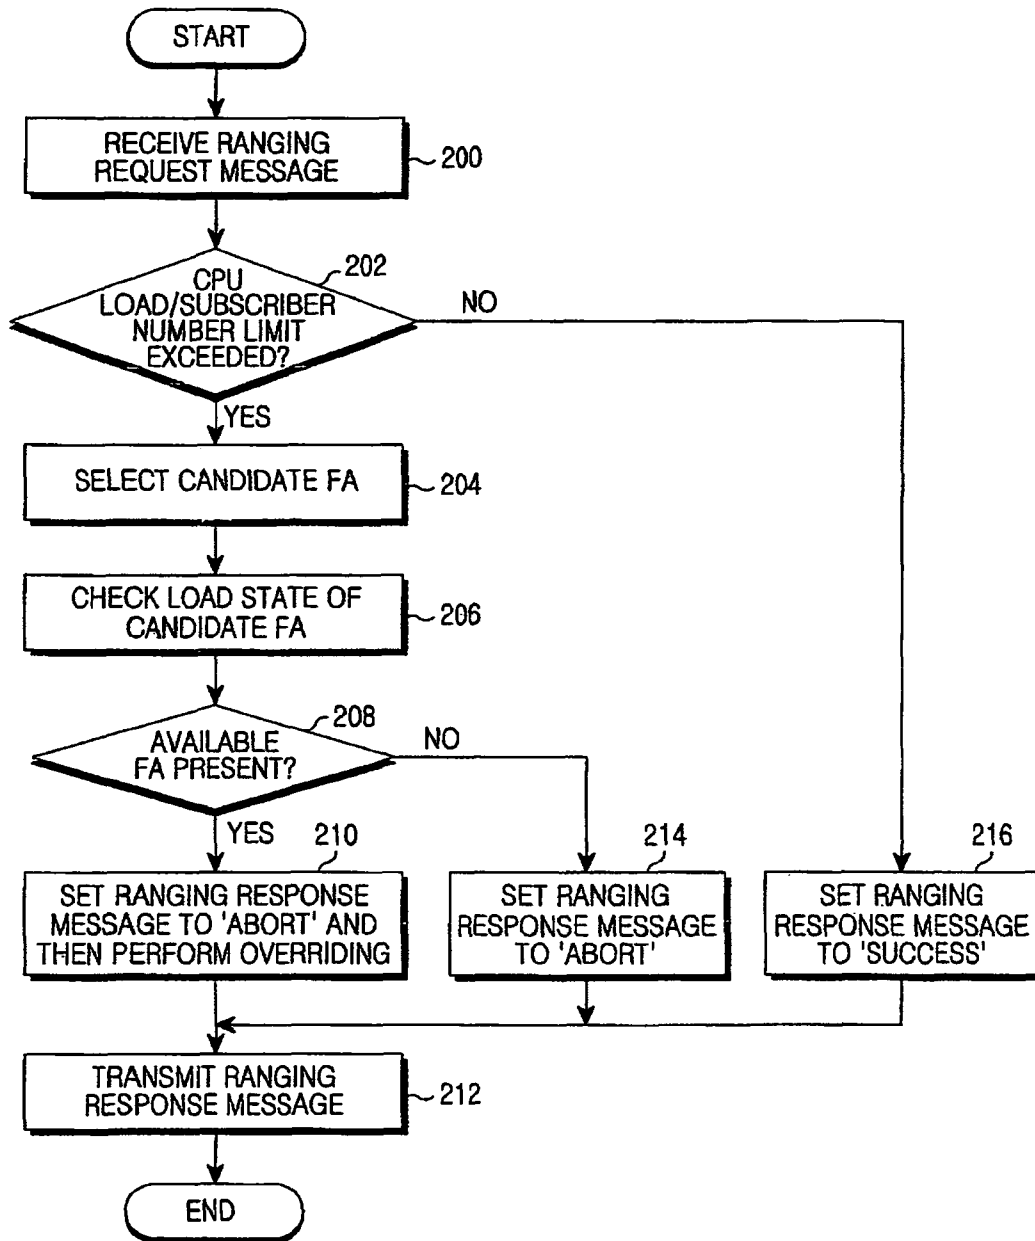 START
RECEIVE RANGING
REQUEST MESSAGE
200
CPU
LOAD/SUBSCRIBER
NUMBER LIMIT
EXCEEDED?
202
NO
YES
SELECT CANDIDATE FA
204
CHECK LOAD STATE OF
CANDIDATE FA
206
AVAILABLE
FA PRESENT?
208
NO
YES
210
SET RANGING RESPONSE
MESSAGE TO 'ABORT' AND
THEN PERFORM OVERRIDING
214
SET RANGING
RESPONSE MESSAGE
TO 'ABORT'
216
SET RANGING
RESPONSE MESSAGE
TO 'SUCCESS'
TRANSMIT RANGING
RESPONSE MESSAGE
212
END